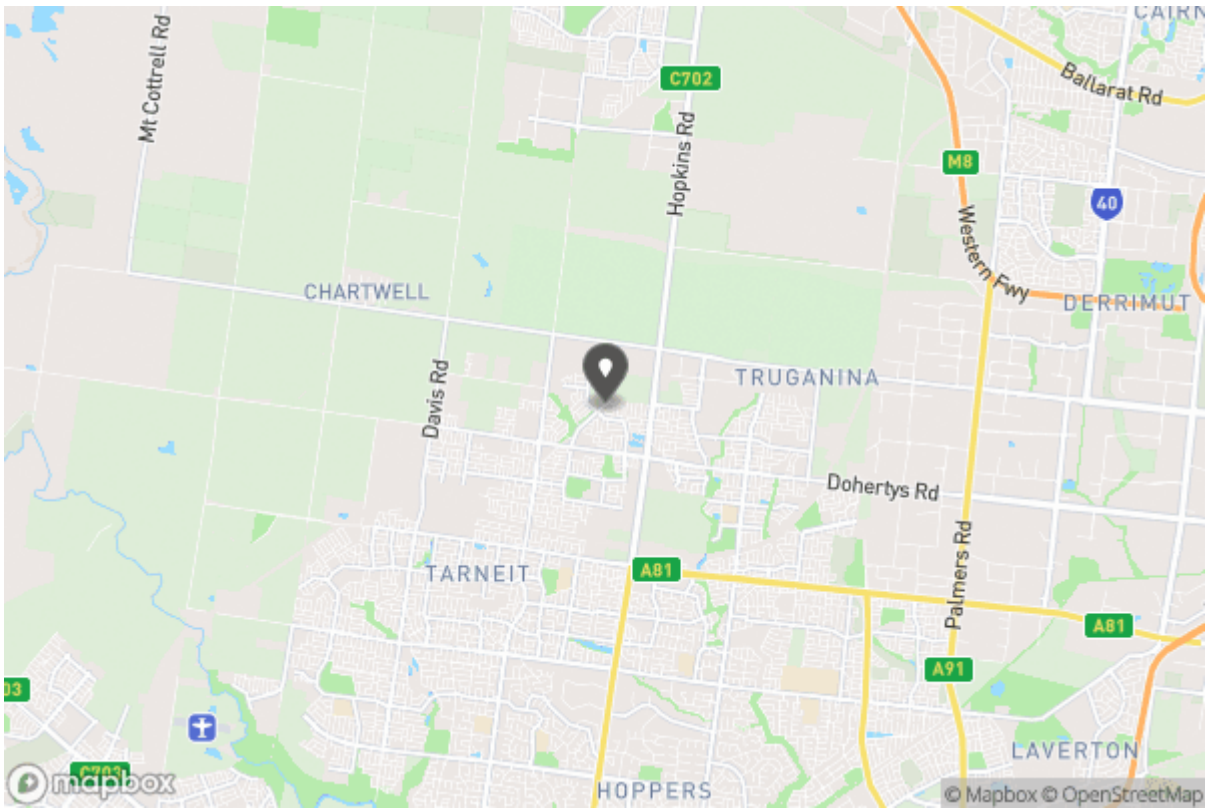 CAIRN
Mt Cottrell Rd
C702
Ballarat Rd
Hopkins Rd
M8
40
Western Fwy
CHARTWELL
DERRIMUT
TRUGANINA
Davis Rd
Dohertys Rd
TARNEIT
A81
Palmers Rd
A81
A91
03
LAVERTON
C703
mapbox
HOPPERS
© Mapbox © OpenStreetMap